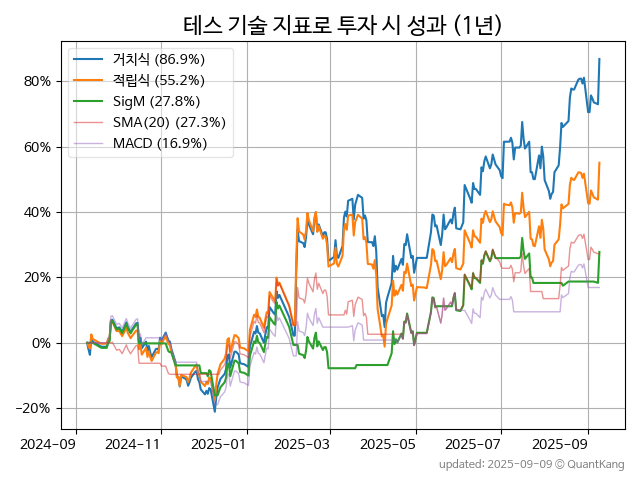 테스 기술 지표로 투자 시 성과 (1년)
거치식 (86.9%)
적립식 (55.2%)
SigM (27.8%)
SMA(20) (27.3%)
MACD (16.9%)
80%
60%
40%
20%
0%
−20%
2024-09 2024-11 2025-01 2025-03 2025-05 2025-07 2025-09
updated: 2025-09-09 © QuantKang